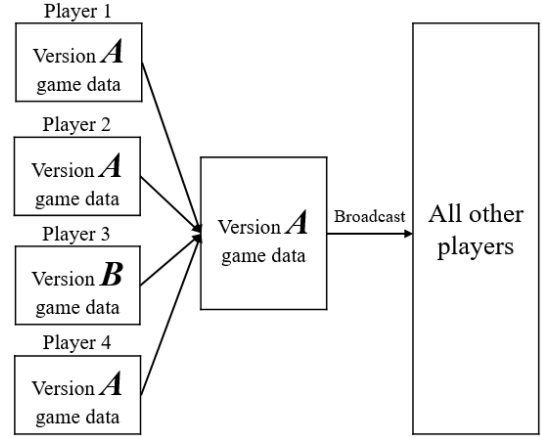 Player 1
Version A
game data
Player 2
Version A
game data
Player 3
Version B
game data
Player 4
Version A
game data
Version A
game data
Broadcast
All other
players